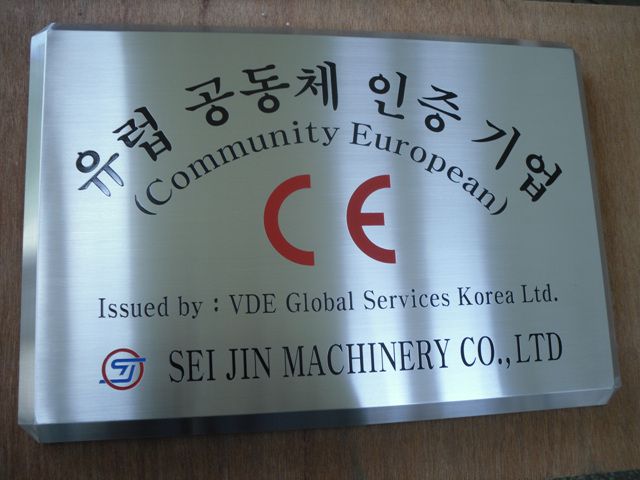 유럽 공동체 인증 기업
(Community European)
CE
Issued by : VDE Global Services Korea Ltd.
SJ SEI JIN MACHINERY CO., LTD